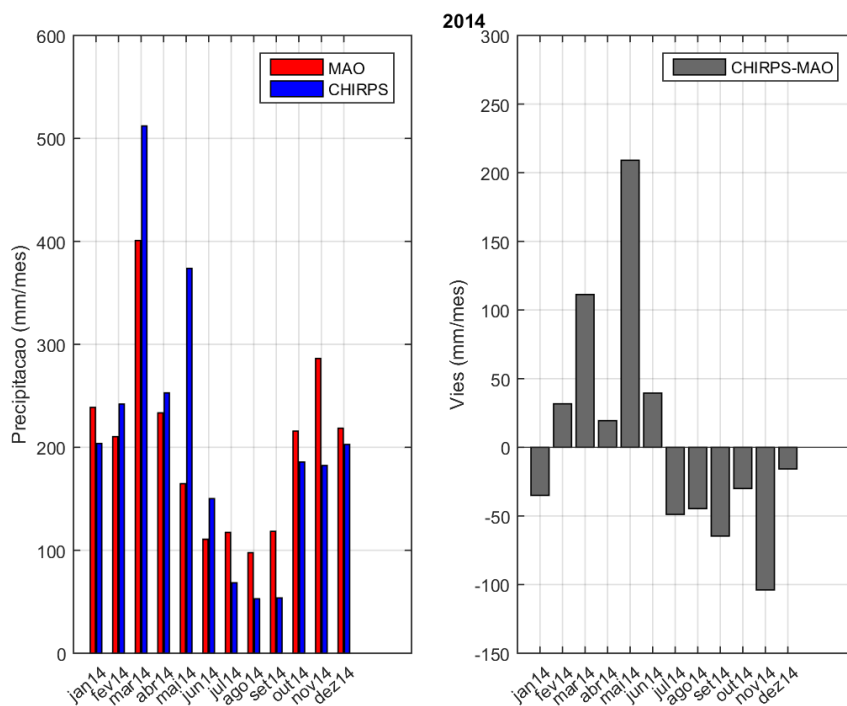 2014
Precipitacao (mm/mes)
600
500
400
300
200
100
0
MAO
CHIRPS
jan14
fev14
mar14
abr14
mai14
jun14
jul14
ago14
set14
out14
nov14
dez14
Vies (mm/mes)
300
250
200
150
100
50
0
-50
-100
-150
CHIRPS-MAO
jan14
fev14
mar14
abr14
mai14
jun14
jul14
ago14
set14
out14
nov14
dez14